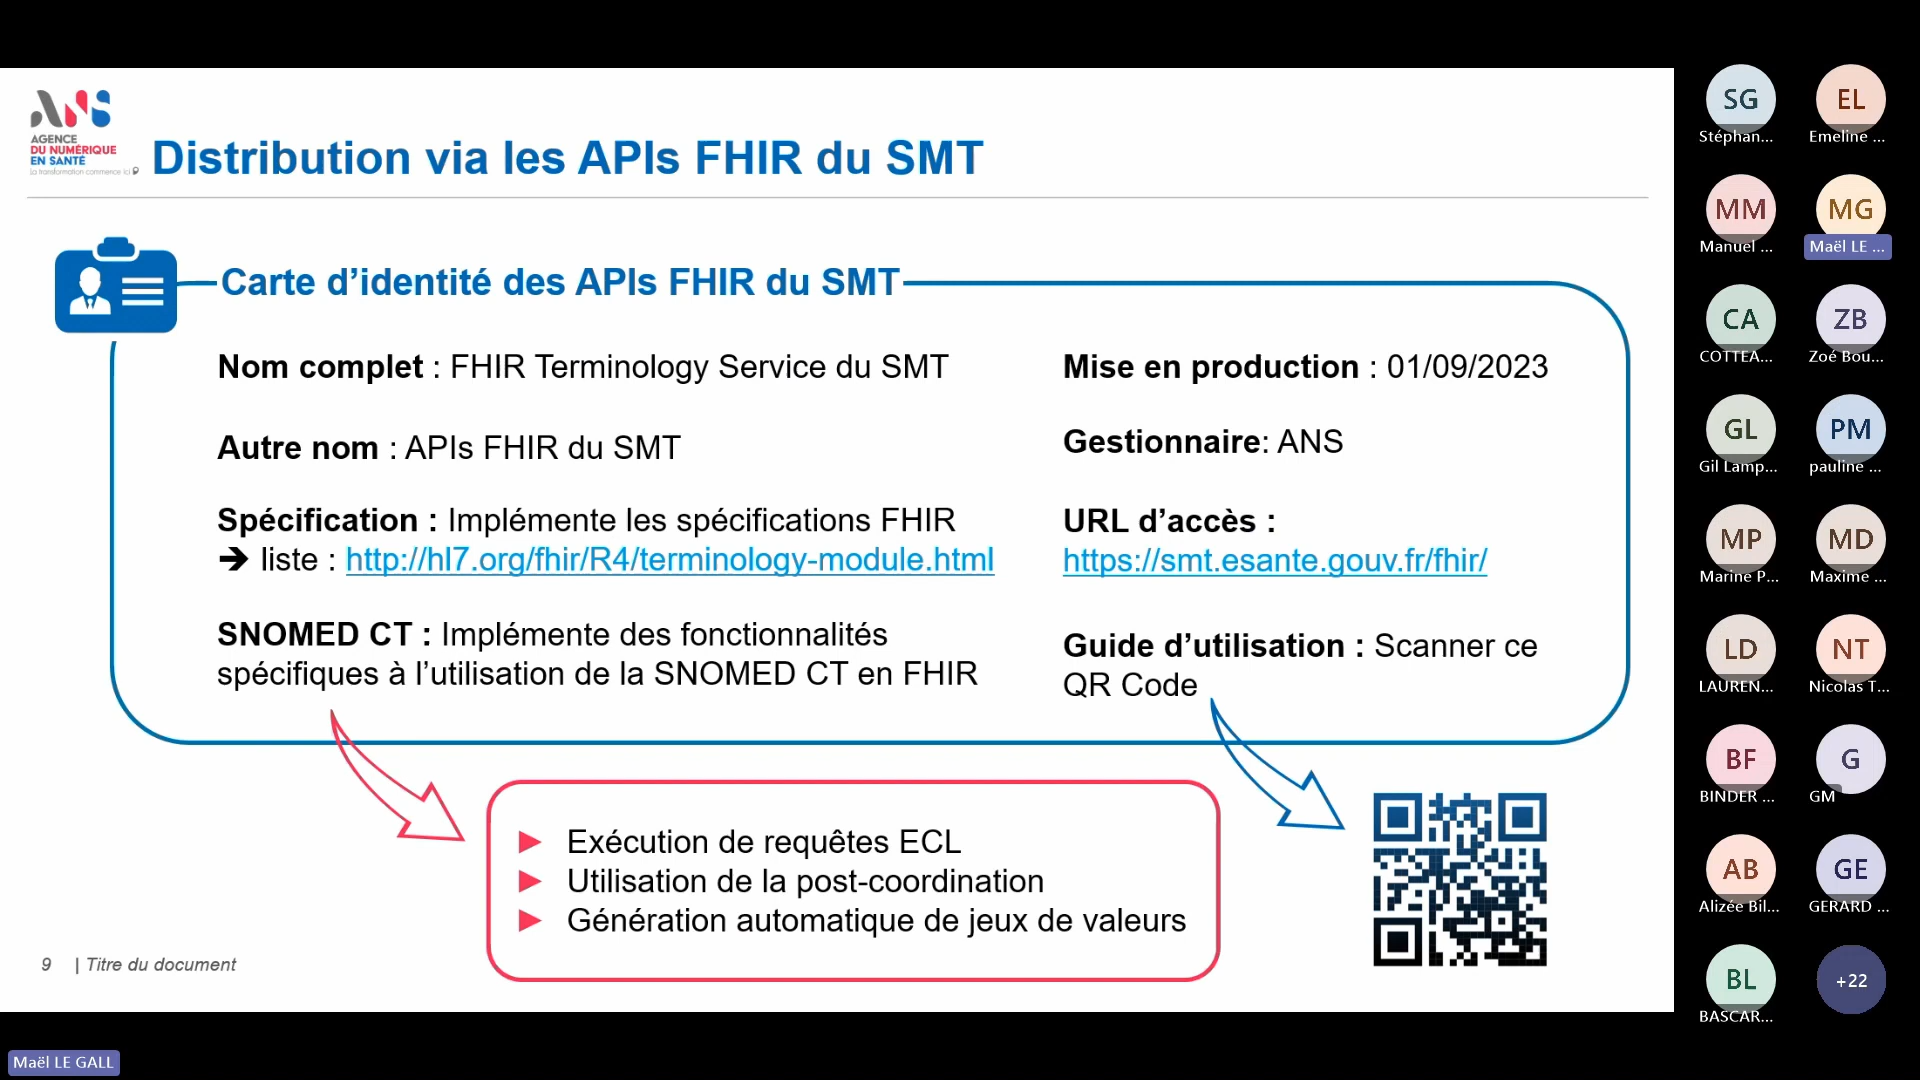 ANS
AGENCE
DU NUMÉRIQUE
EN SANTÉ
La transformation commence ici
Distribution via les APIs FHIR du SMT
Carte d’identité des APIs FHIR du SMT
Nom complet : FHIR Terminology Service du SMT
Autre nom : APIs FHIR du SMT
Spécification : Implémente les spécifications FHIR
➔ liste : http://hl7.org/fhir/R4/terminology-module.html
SNOMED CT : Implémente des fonctionnalités
spécifiques à l’utilisation de la SNOMED CT en FHIR
Mise en production : 01/09/2023
Gestionnaire: ANS
URL d’accès :
https://smt.esante.gouv.fr/fhir/
Guide d’utilisation : Scanner ce
QR Code
► Exécution de requêtes ECL
► Utilisation de la post-coordination
► Génération automatique de jeux de valeurs
9 | Titre du document
SG
Stéphan...
EL
Emeline ...
MM
Manuel ...
MG
Maël LE ...
CA
COTTEA...
ZB
Zoé Bou...
GL
Gil Lamp...
PM
pauline ...
MP
Marine P...
MD
Maxime ...
LD
LAUREN...
NT
Nicolas T...
BF
BINDER ...
G
GM
AB
Alizée Bil...
GE
GERARD ...
BL
BASCAR...
+22
Maël LE GALL